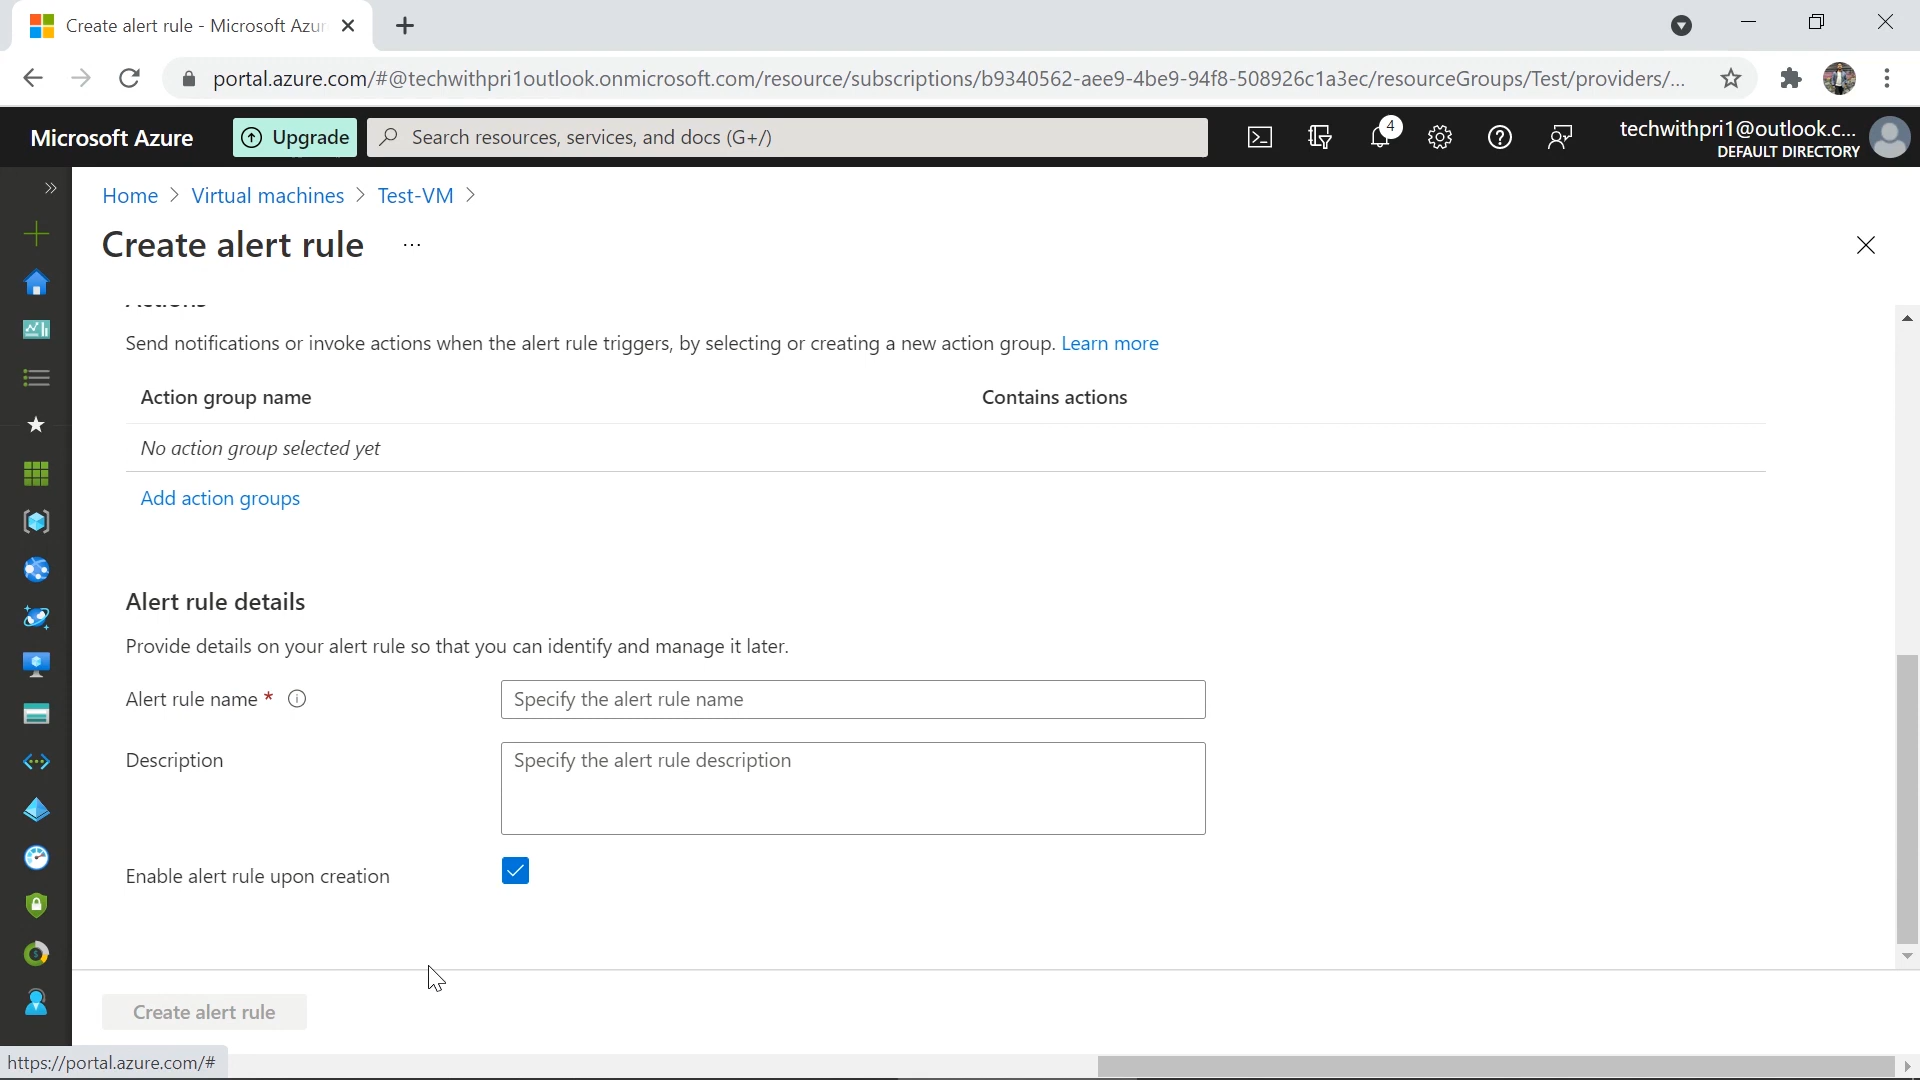 Create alert rule - Microsoft Azu
portal.azure.com/#@techwithpri1outlook.onmicrosoft.com/resource/subscriptions/b9340562-aee9-4be9-94f8-508926c1a3ec/resourceGroups/Test/providers/...
Microsoft Azure
Upgrade
Search resources, services, and docs (G+/)
4
techwithpri1@outlook.c...
DEFAULT DIRECTORY
Home > Virtual machines > Test-VM >
Create alert rule ...
Actions
Send notifications or invoke actions when the alert rule triggers, by selecting or creating a new action group. Learn more
Action group name Contains actions
No action group selected yet
Add action groups
Alert rule details
Provide details on your alert rule so that you can identify and manage it later.
Alert rule name * Specify the alert rule name
Description Specify the alert rule description
Enable alert rule upon creation
Create alert rule
https://portal.azure.com/#